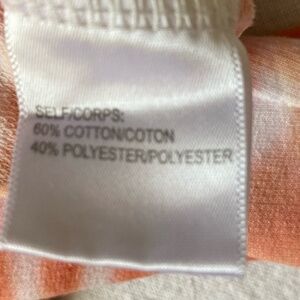 SELF/CORPS:
60% COTTON/COTON
40% POLYESTER/POLYESTER